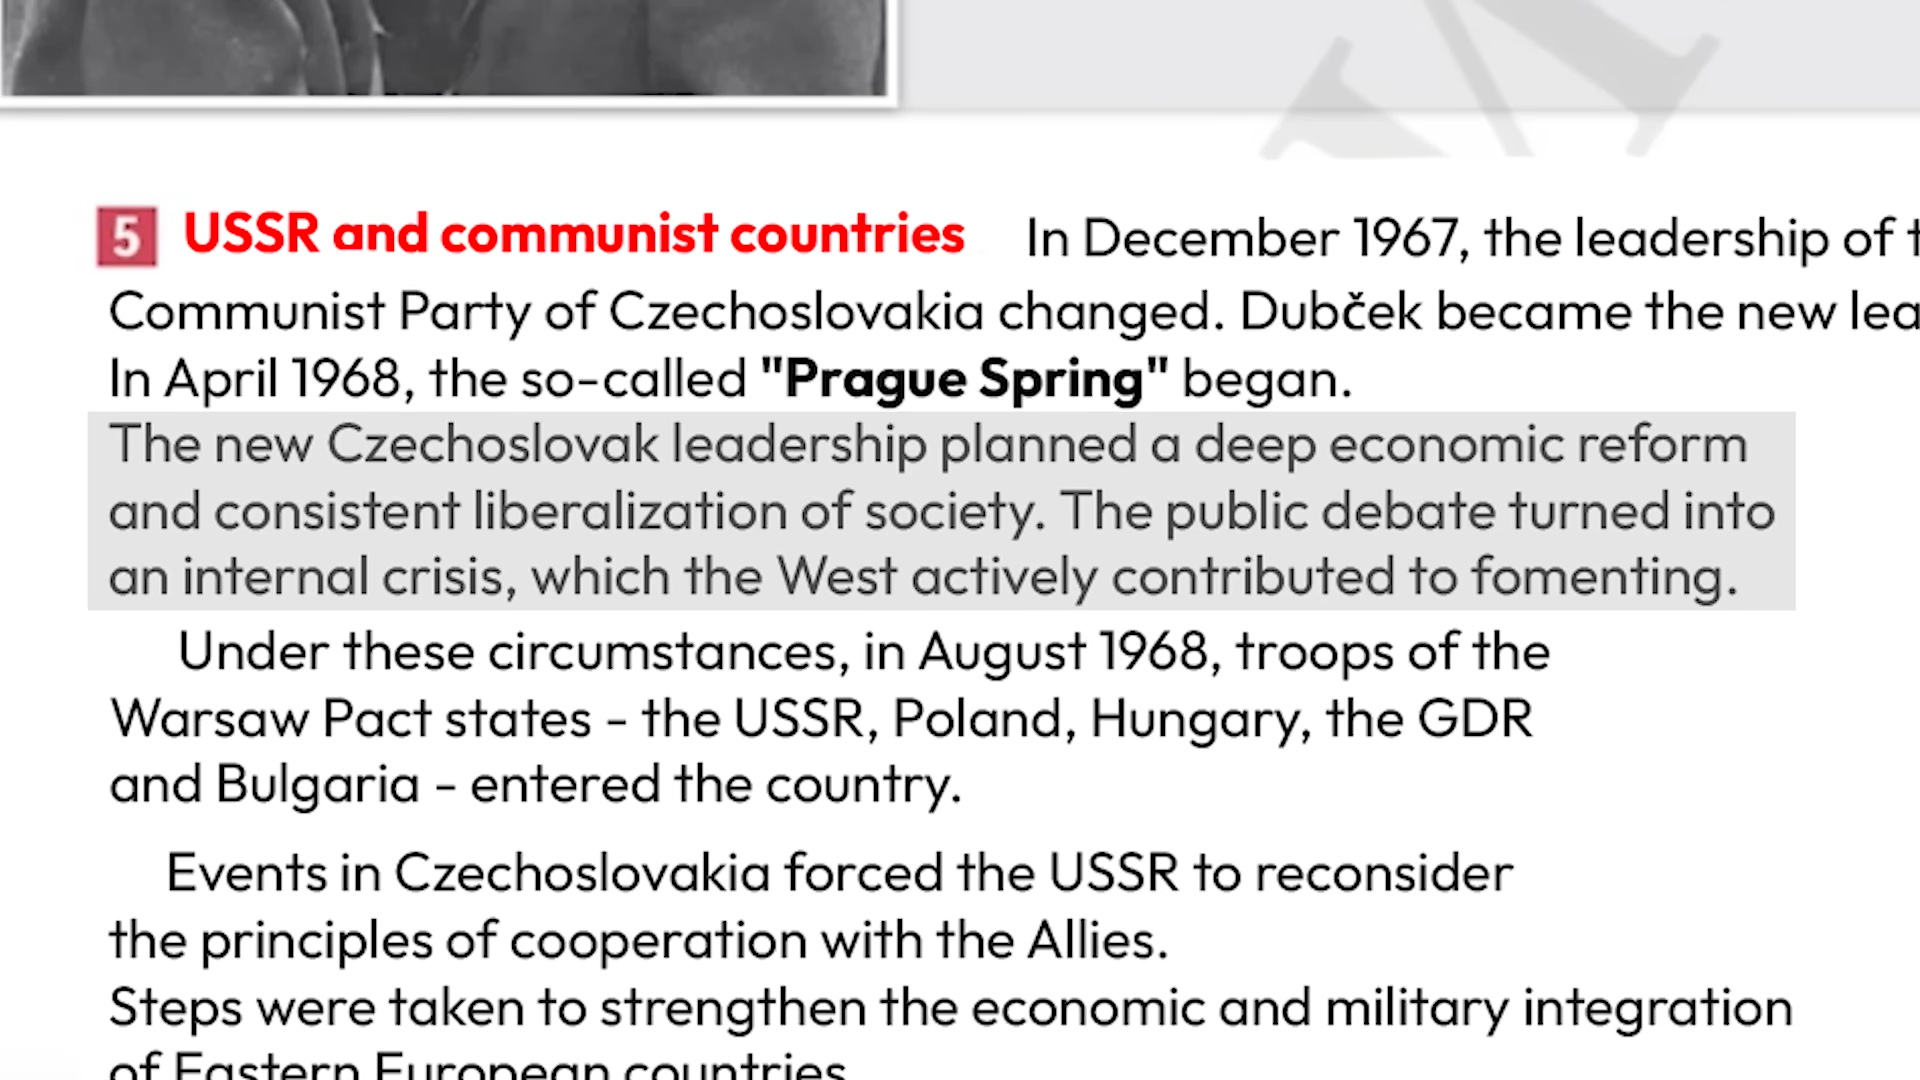 5 USSR and communist countries In December 1967, the leadership of
Communist Party of Czechoslovakia changed. Dubček became the new
In April 1968, the so-called "Prague Spring" began.
The new Czechoslovak leadership planned a deep economic reform
and consistent liberalization of society. The public debate turned into
an internal crisis, which the West actively contributed to fomenting.
Under these circumstances, in August 1968, troops of the
Warsaw Pact states - the USSR, Poland, Hungary, the GDR
and Bulgaria - entered the country.
Events in Czechoslovakia forced the USSR to reconsider
the principles of cooperation with the Allies.
Steps were taken to strengthen the economic and military integration
of Eastern European countries